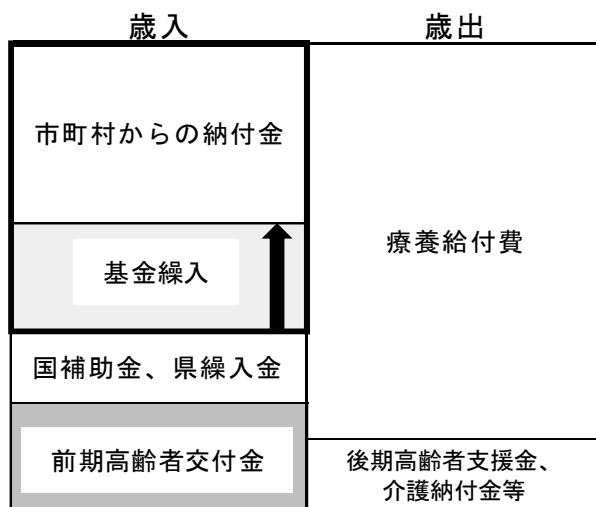 歳入
歳出
市町村からの納付金
基金繰入
療養給付費
国補助金、県繰入金
前期高齢者交付金
後期高齢者支援金、
介護納付金等